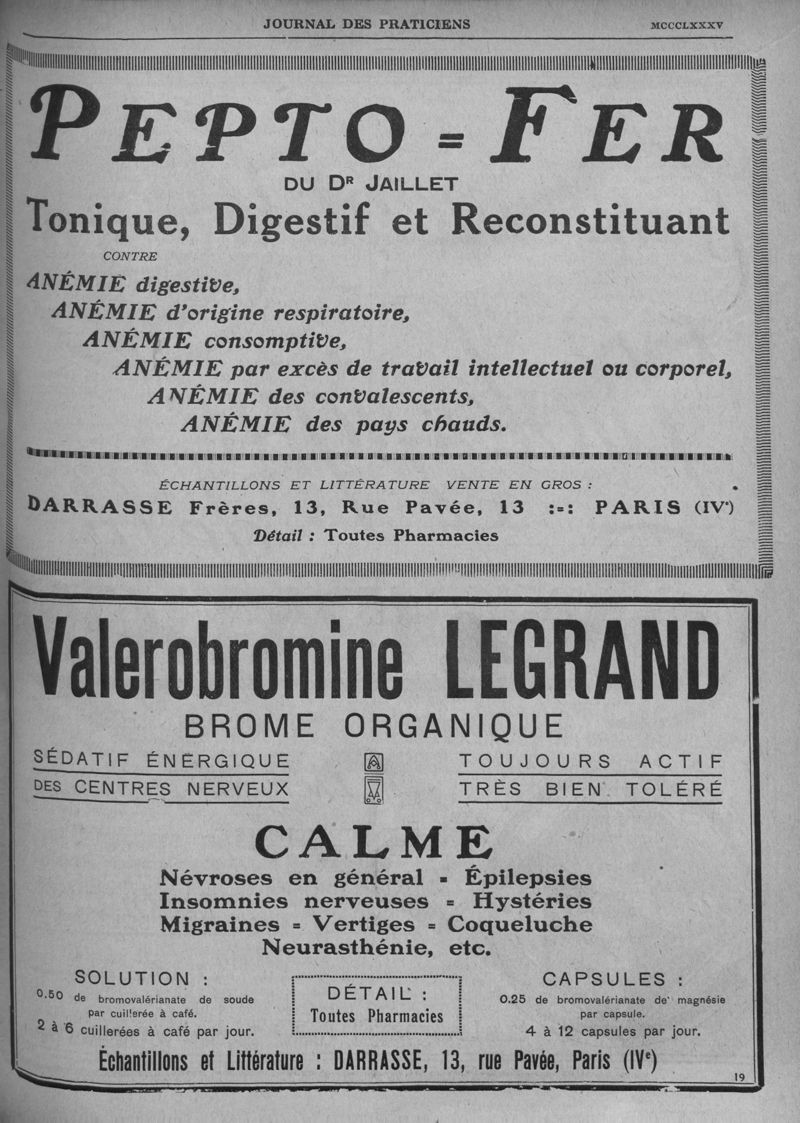 JOURNAL DES PRATICIENS MCCCLXXXV
PEPTO=FER
DU DR JAILLET
Tonique, Digestif et Reconstituant
CONTRE
ANÉMIE digestive,
ANÉMIE d'origine respiratoire,
ANÉMIE consomptive,
ANÉMIE par excès de travail intellectuel ou corporel,
ANÉMIE des convalescents,
ANÉMIE des pays chauds.
ÉCHANTILLONS ET LITTÉRATURE VENTE EN GROS :
DARRASSE Frères, 13, Rue Pavée, 13 :=: PARIS (IVe)
Détail : Toutes Pharmacies
Valerobromine LEGRAND
BROME ORGANIQUE
SÉDATIF ÉNERGIQUE TOUJOURS ACTIF
DES CENTRES NERVEUX TRÈS BIEN TOLÉRÉ
CALME
Névroses en général = Épilepsies
Insomnies nerveuses = Hystéries
Migraines = Vertiges = Coqueluche
Neurasthénie, etc.
SOLUTION :
0.50 de bromovalérianate de soude
par cuillerée à café.
2 à 6 cuillerées à café par jour.
DÉTAIL :
Toutes Pharmacies
CAPSULES :
0.25 de bromovalérianate de magnésie
par capsule.
4 à 12 capsules par jour.
Échantillons et Littérature : DARRASSE, 13, rue Pavée, Paris (IVe)
19